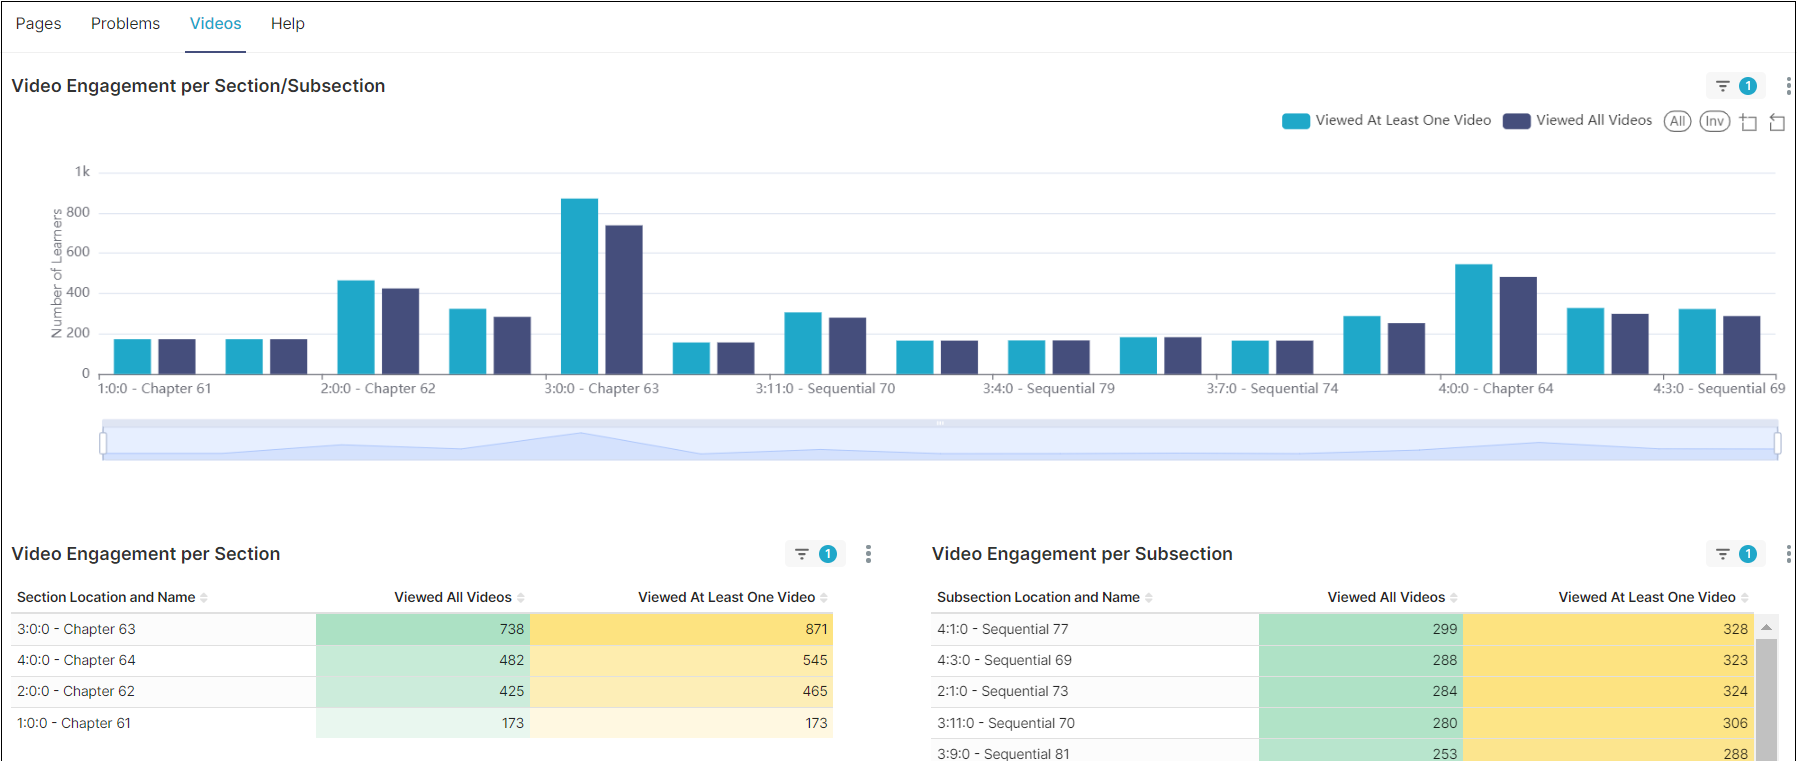 Pages Problems Videos Help
Video Engagement per Section/Subsection
1
Viewed At Least One Video Viewed All Videos All Inv
Number of Learners
1k
800
600
400
200
0
1:0:0 - Chapter 61 2:0:0 - Chapter 62 3:0:0 - Chapter 63 3:11:0 - Sequential 70 3:4:0 - Sequential 79 3:7:0 - Sequential 74 4:0:0 - Chapter 64 4:3:0 - Sequential 69
Video Engagement per Section
1
Section Location and Name Viewed All Videos Viewed At Least One Video
3:0:0 - Chapter 63 738 871
4:0:0 - Chapter 64 482 545
2:0:0 - Chapter 62 425 465
1:0:0 - Chapter 61 173 173
Video Engagement per Subsection
1
Subsection Location and Name Viewed All Videos Viewed At Least One Video
4:1:0 - Sequential 77 299 328
4:3:0 - Sequential 69 288 323
2:1:0 - Sequential 73 284 324
3:11:0 - Sequential 70 280 306
3:9:0 - Sequential 81 253 288